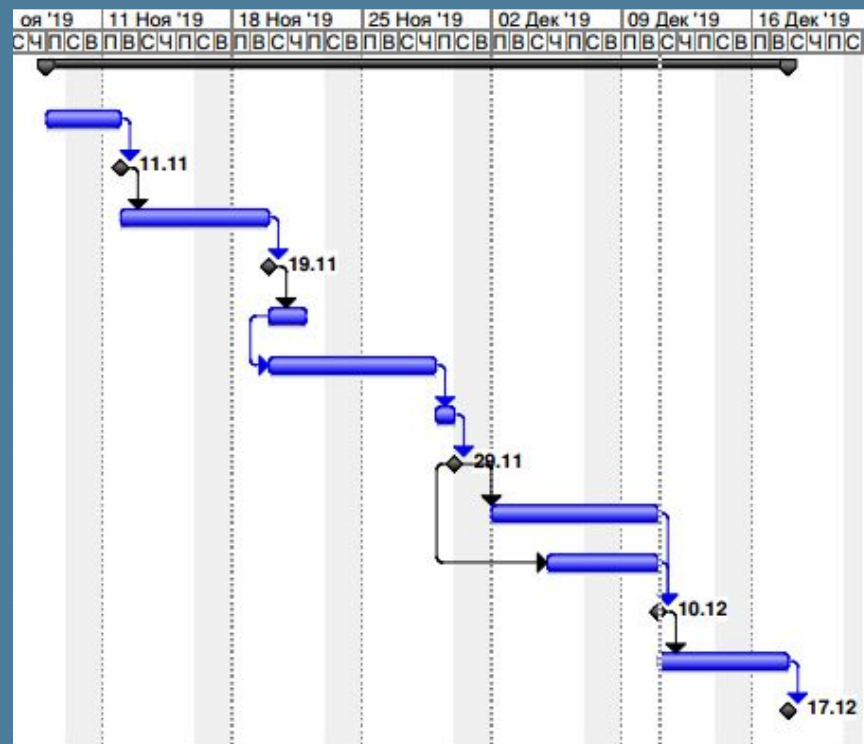 оя '19 11 Ноя '19 18 Ноя '19 25 Ноя '19 02 Дек '19 09 Дек '19 16 Дек '19
С Ч П С В П В С Ч П С В П В С Ч П С В П В С Ч П С В П В С Ч П С В П В С Ч П С В П В С Ч П С
11.11
19.11
29.11
10.12
17.12